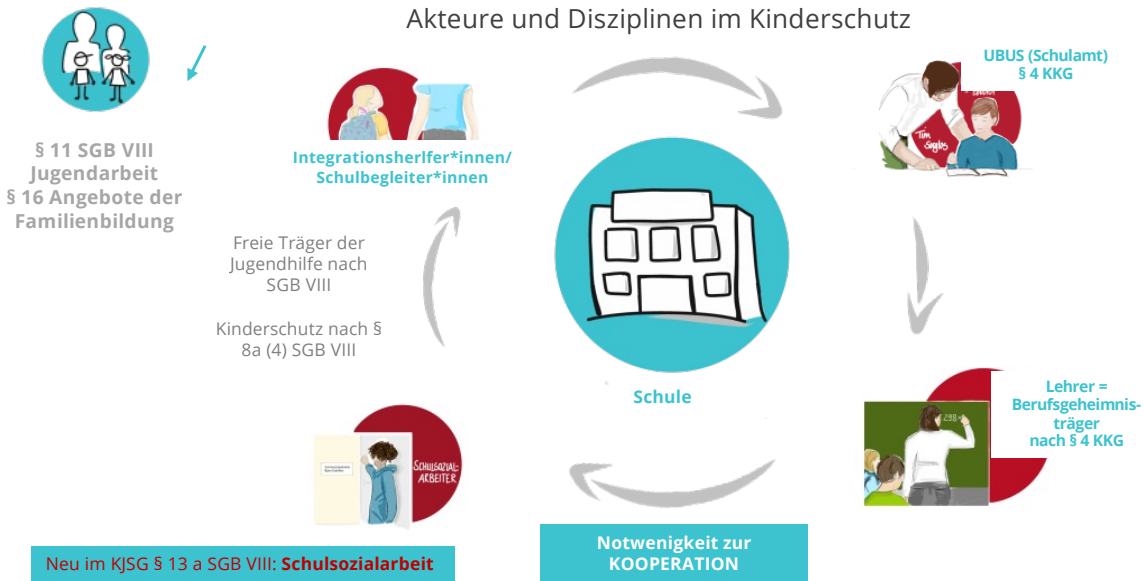 Akteure und Disziplinen im Kinderschutz
§ 11 SGB VIII
Jugendarbeit
§ 16 Angebote der
Familienbildung
Integrationsherlfer*innen/
Schulbegleiter*innen
UBUS (Schulamt)
§ 4 KKG
Tim
Freie Träger der
Jugendhilfe nach
SGB VIII
Kinderschutz nach §
8a (4) SGB VIII
Schule
Lehrer =
Berufsgeheimnis-
träger
nach § 4 KKG
298
SCHULSOZIAL-
ARBEITER
Neu im KJSG § 13 a SGB VIII: Schulsozialarbeit
Notwenigkeit zur
KOOPERATION